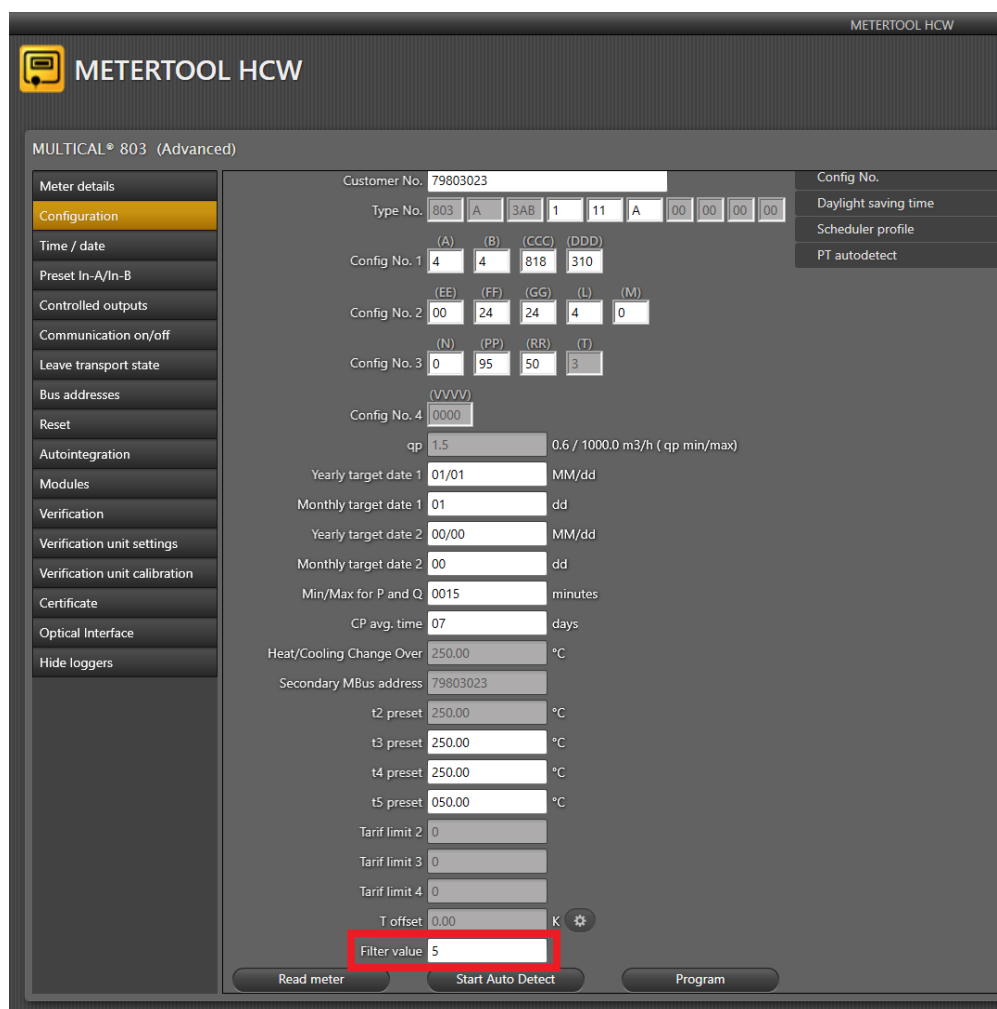 METERTOOL HCW
METERTOOL HCW
MULTICAL® 803 (Advanced)
Meter details
Configuration
Time / date
Preset In-A/In-B
Controlled outputs
Communication on/off
Leave transport state
Bus addresses
Reset
Autointegration
Modules
Verification
Verification unit settings
Verification unit calibration
Certificate
Optical Interface
Hide loggers
Customer No. 79803023
Type No. 803 A 3AB 1 11 A 00 00 00 00
(A) (B) (CCC) (DDD)
Config No. 1 4 4 818 310
(EE) (FF) (GG) (L) (M)
Config No. 2 00 24 24 4 0
(N) (PP) (RR) (T)
Config No. 3 0 95 50 3
(VVVV)
Config No. 4 0000
qp 1.5 0.6 / 1000.0 m3/h ( qp min/max)
Yearly target date 1 01/01 MM/dd
Monthly target date 1 01 dd
Yearly target date 2 00/00 MM/dd
Monthly target date 2 00 dd
Min/Max for P and Q 0015 minutes
CP avg. time 07 days
Heat/Cooling Change Over 250.00 °C
Secondary MBus address 79803023
t2 preset 250.00 °C
t3 preset 250.00 °C
t4 preset 250.00 °C
t5 preset 050.00 °C
Tarif limit 2 0
Tarif limit 3 0
Tarif limit 4 0
T offset 0.00 K
Filter value 5
Read meter Start Auto Detect Program
Config No.
Daylight saving time
Scheduler profile
PT autodetect